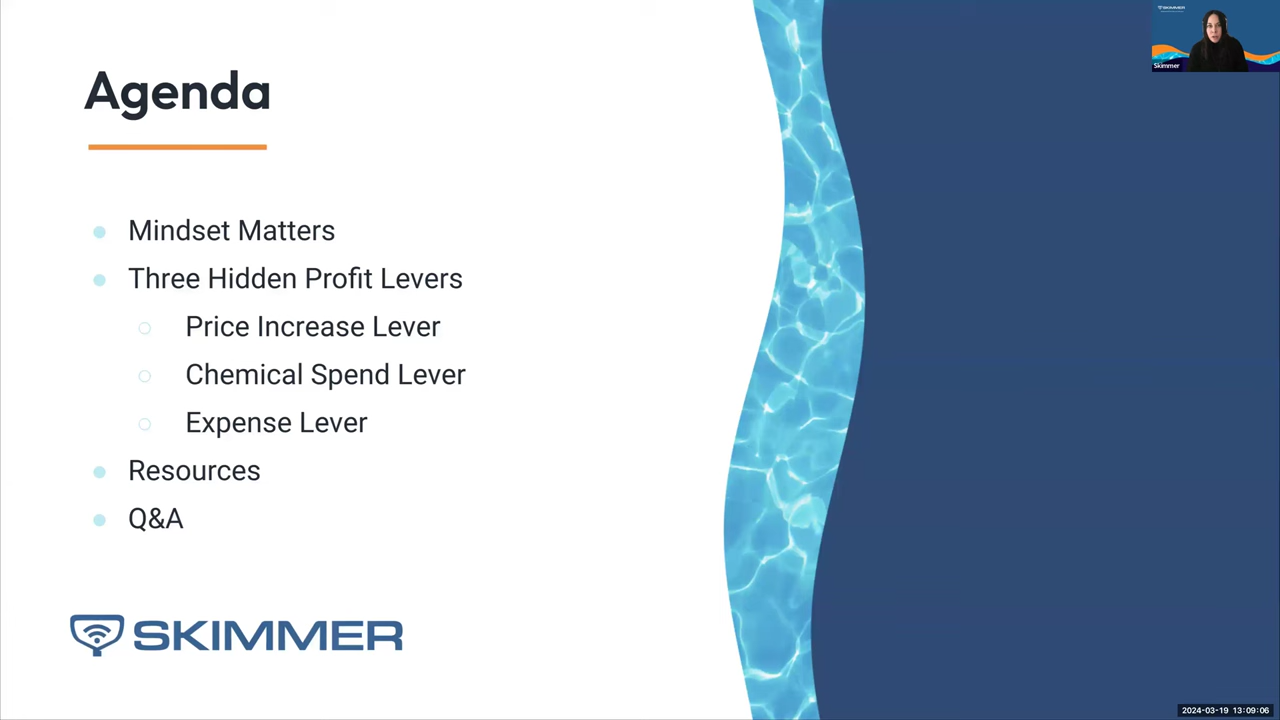 Agenda
Mindset Matters
Three Hidden Profit Levers
Price Increase Lever
Chemical Spend Lever
Expense Lever
Resources
Q&A
SKIMMER
SKIMMER
Skimmer
2024-03-19 13:09:06